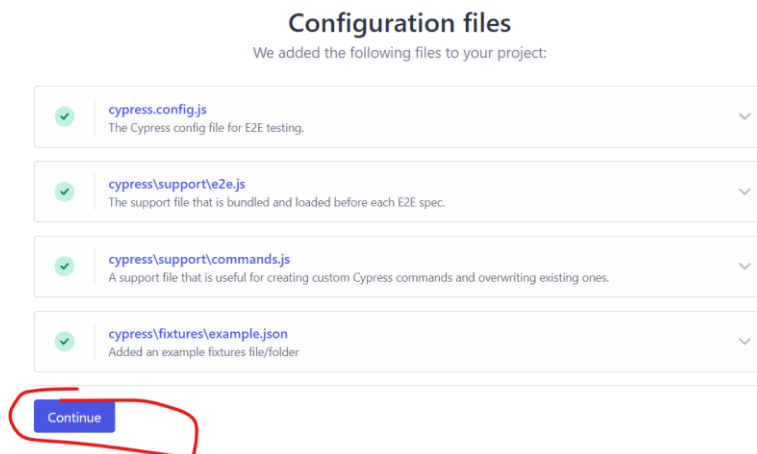 Configuration files
We added the following files to your project:
cypress.config.js
The Cypress config file for E2E testing.
cypress\support\e2e.js
The support file that is bundled and loaded before each E2E spec.
cypress\support\commands.js
A support file that is useful for creating custom Cypress commands and overwriting existing ones.
cypress\fixtures\example.json
Added an example fixtures file/folder
Continue